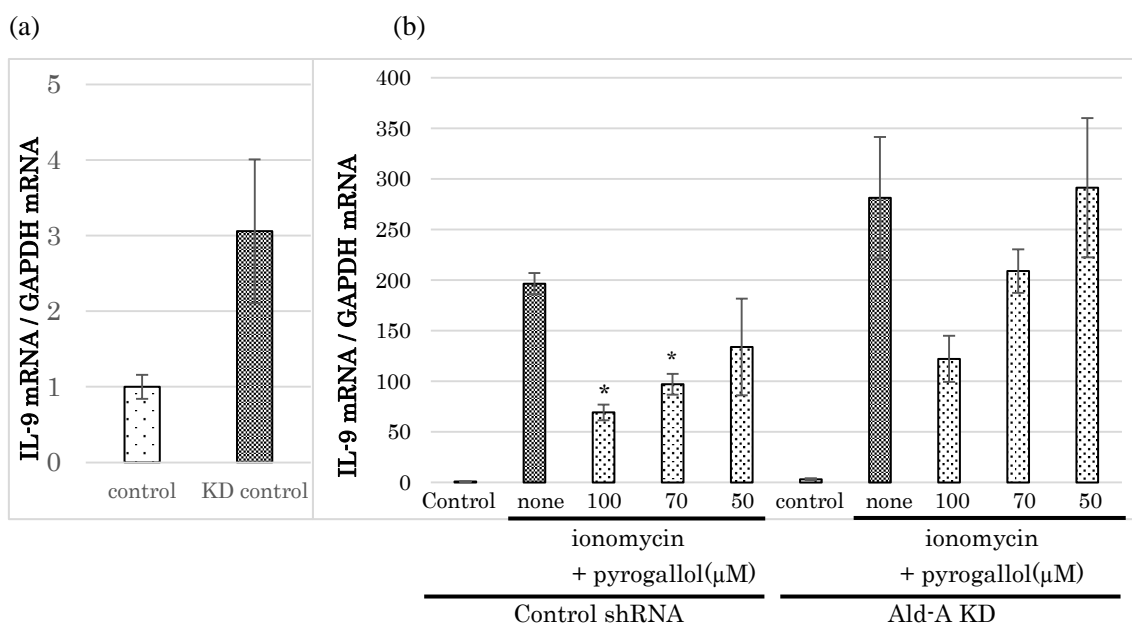 (a)
(b)
IL-9 mRNA / GAPDH mRNA
5
4
3
2
1
0
control KD control
IL-9 mRNA / GAPDH mRNA
400
350
300
250
200
150
100
50
0
*
*
Control none 100 70 50 control none 100 70 50
ionomycin ionomycin
+ pyrogallol(μM) + pyrogallol(μM)
Control shRNA Ald-A KD